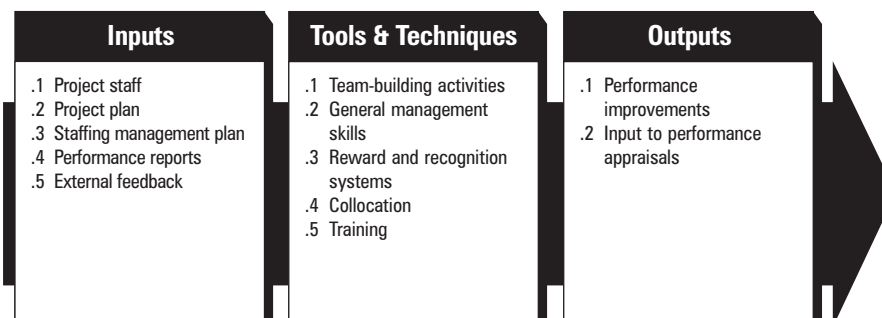 Inputs
.1 Project staff
.2 Project plan
.3 Staffing management plan
.4 Performance reports
.5 External feedback
Tools & Techniques
.1 Team-building activities
.2 General management
skills
.3 Reward and recognition
systems
.4 Collocation
.5 Training
Outputs
.1 Performance
improvements
.2 Input to performance
appraisals